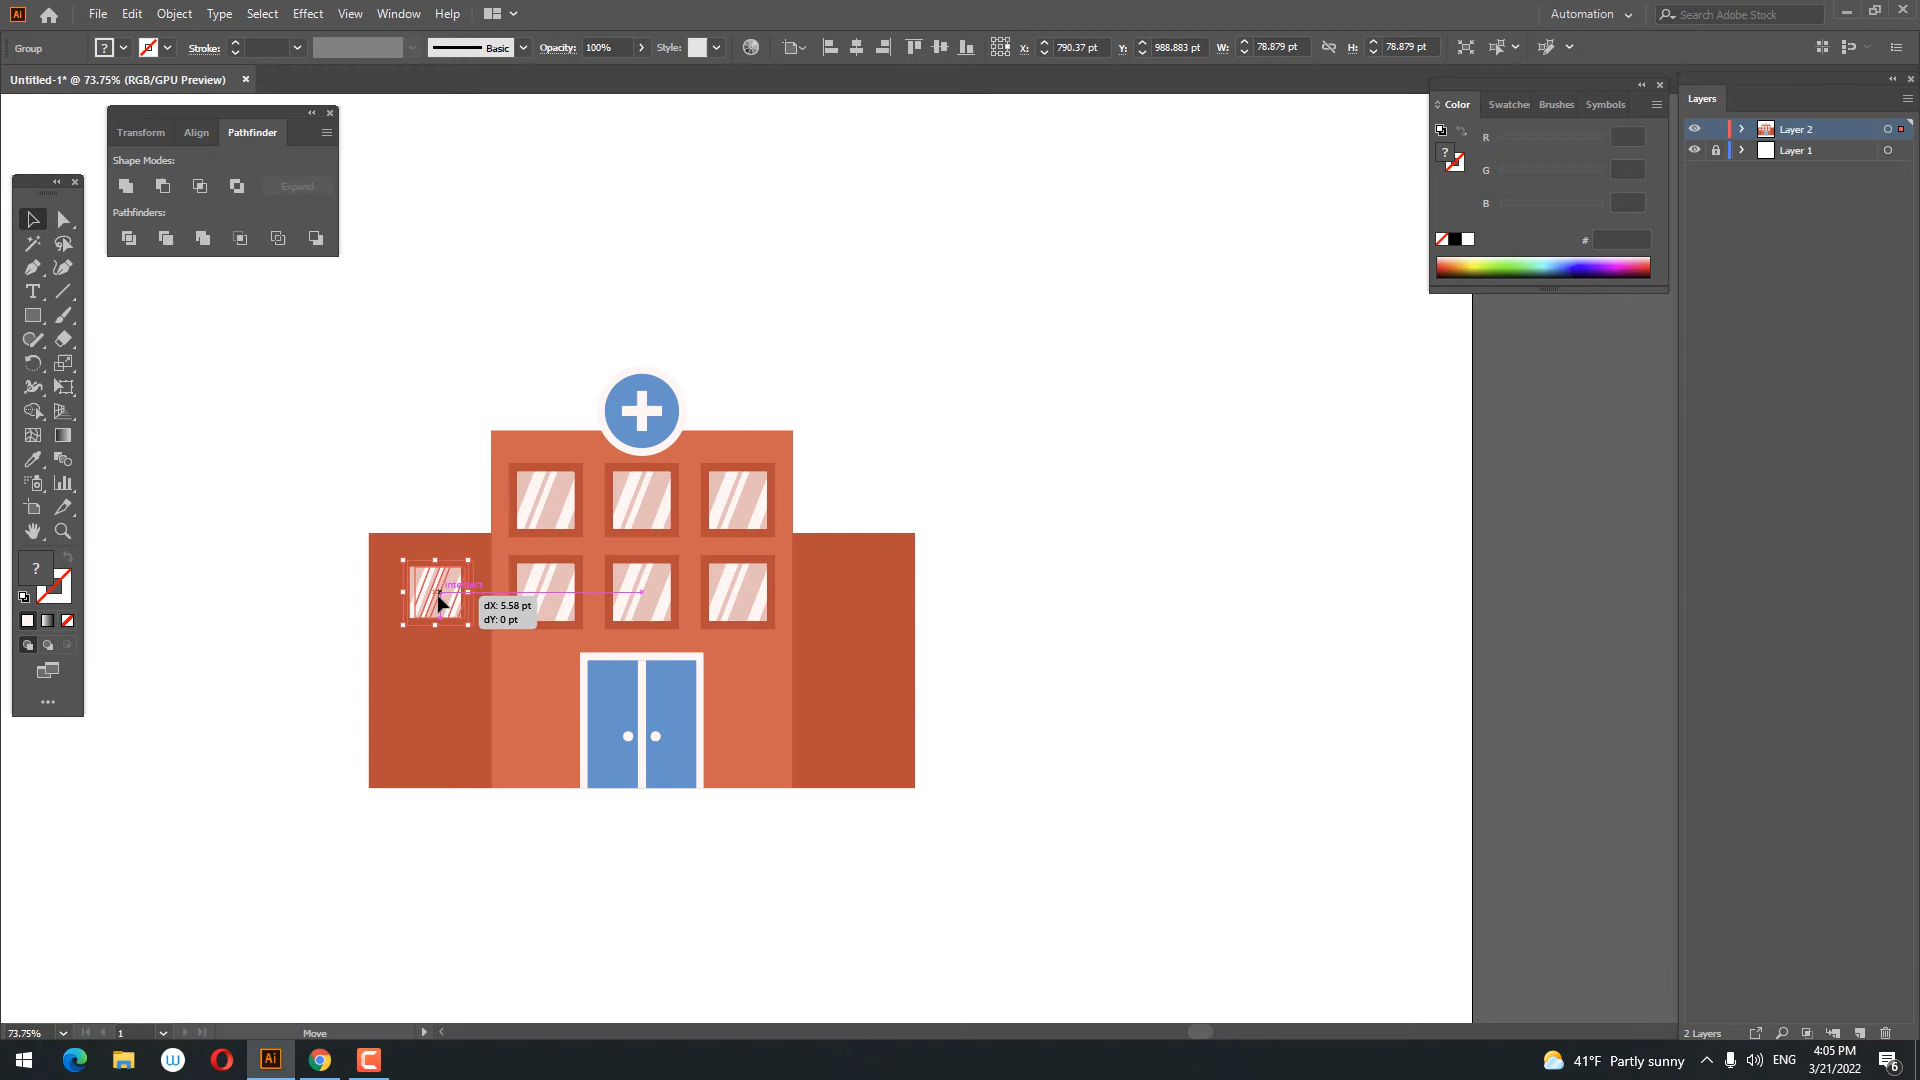 Ai File Edit Object Type Select Effect View Window Help Automation Search Adobe Stock
Group ? Stroke: Basic Opacity: 100% Style: X: 790.37 pt Y: 988.883 pt W: 78.879 pt H: 78.879 pt
Untitled-1* @ 73.75% (RGB/GPU Preview)
Transform Align Pathfinder
Shape Modes:
Expand
Pathfinders:
Color Swatches Brushes Symbols
R
G
B
?
#
Layers
Layer 2
Layer 1
T
?
intersect
dX: 5.58 pt
dY: 0 pt
73.75% 1 Move 2 Layers
Ai 41°F Partly sunny ENG 4:05 PM
3/21/2022 6